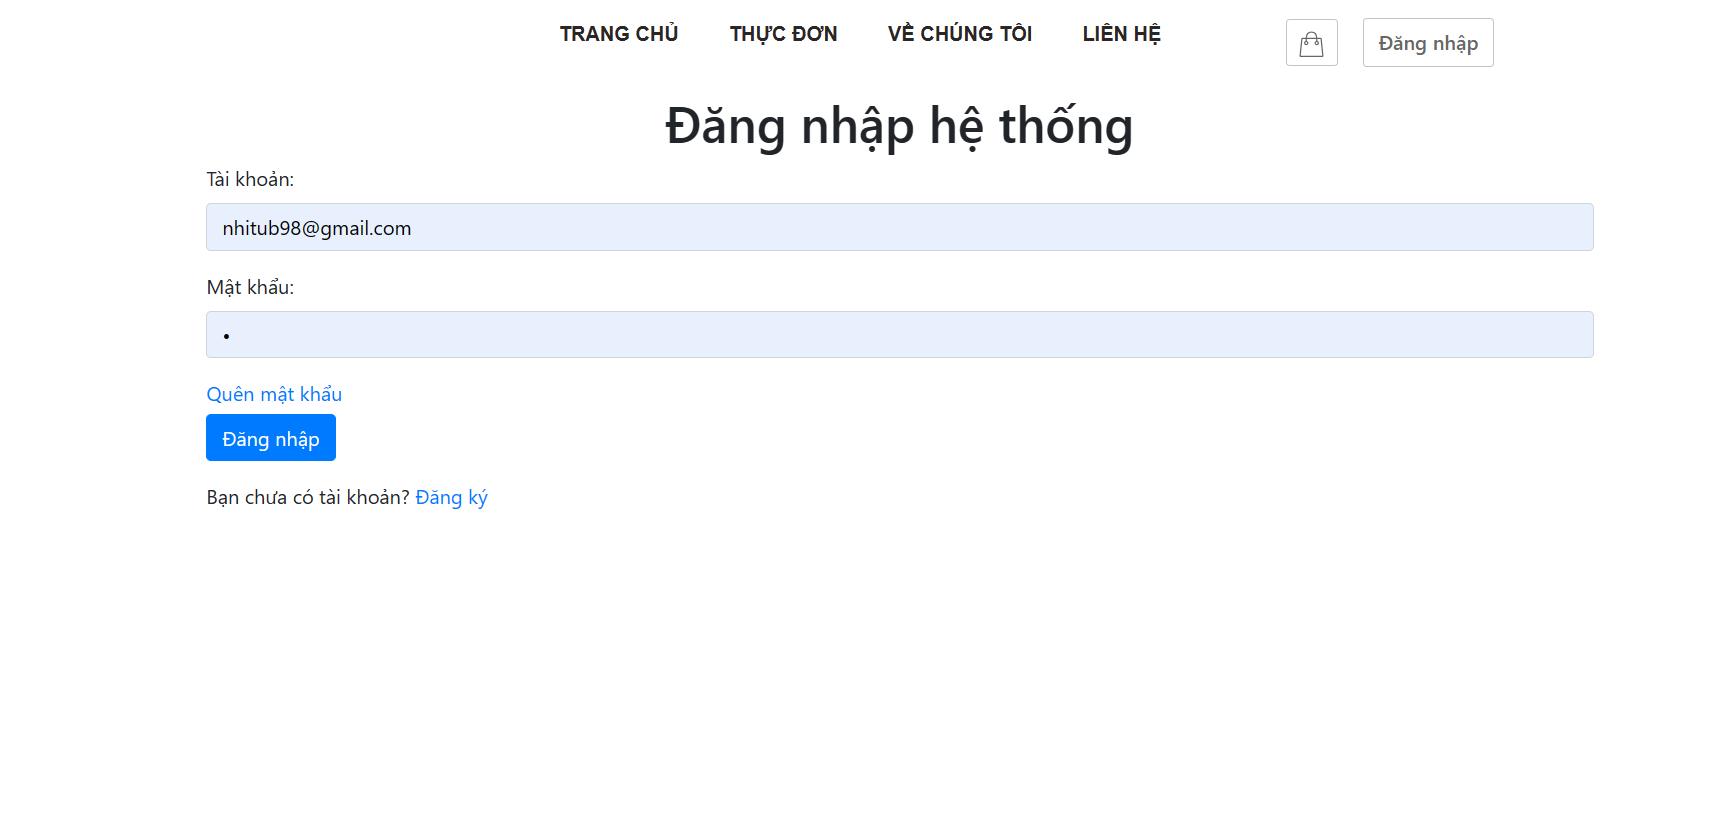 TRANG CHỦ THỰC ĐƠN VỀ CHÚNG TÔI LIÊN HỆ Đăng nhập
Đăng nhập hệ thống
Tài khoản:
nhitub98@gmail.com
Mật khẩu:
•
Quên mật khẩu
Đăng nhập
Bạn chưa có tài khoản? Đăng ký